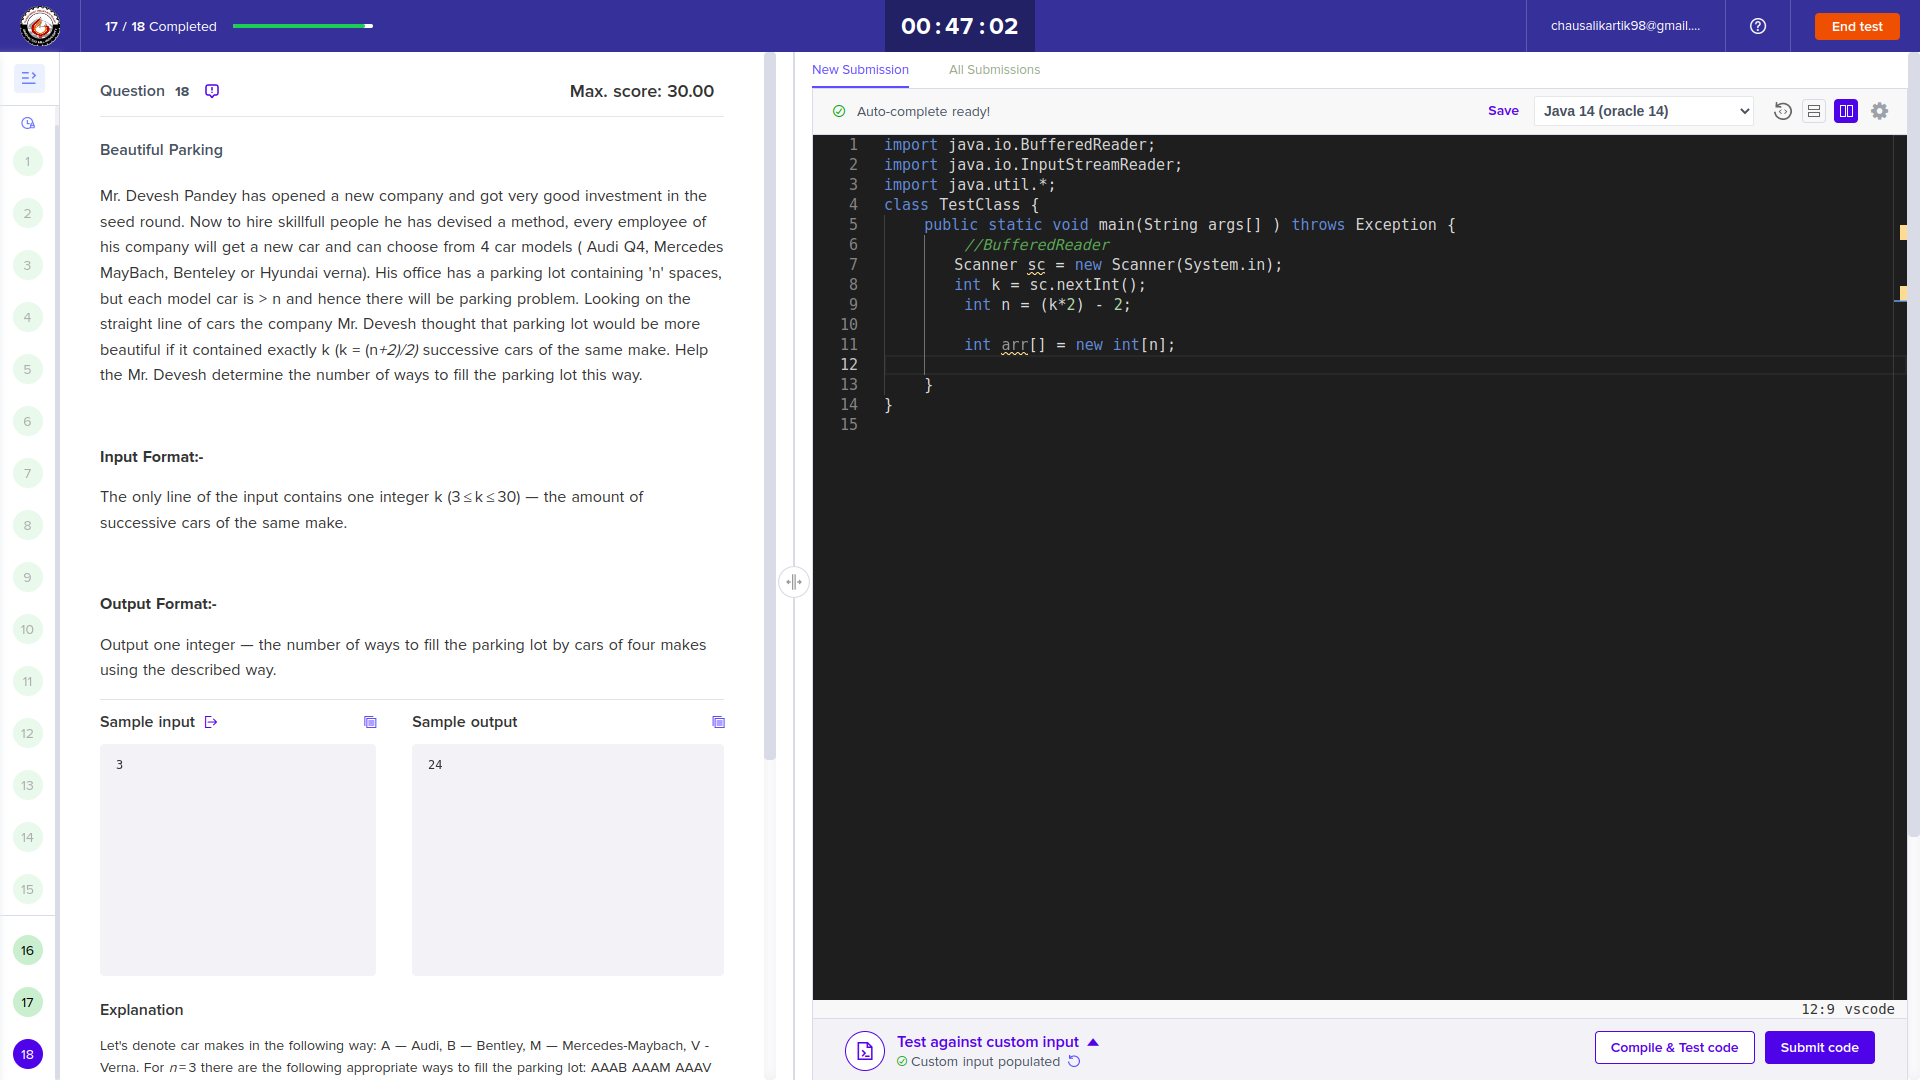 17 / 18 Completed
00:47:02
chausalikartik98@gmail....
End test
Question 18
Max. score: 30.00
Beautiful Parking
Mr. Devesh Pandey has opened a new company and got very good investment in the
seed round. Now to hire skillfull people he has devised a method, every employee of
his company will get a new car and can choose from 4 car models ( Audi Q4, Mercedes
MayBach, Benteley or Hyundai verna). His office has a parking lot containing 'n' spaces,
but each model car is > n and hence there will be parking problem. Looking on the
straight line of cars the company Mr. Devesh thought that parking lot would be more
beautiful if it contained exactly k (k = (n+2)/2) successive cars of the same make. Help
the Mr. Devesh determine the number of ways to fill the parking lot this way.
Input Format:-
The only line of the input contains one integer k (3 ≤ k ≤ 30) — the amount of
successive cars of the same make.
Output Format:-
Output one integer — the number of ways to fill the parking lot by cars of four makes
using the described way.
Sample input
Sample output
3
24
Explanation
Let's denote car makes in the following way: A — Audi, B — Bentley, M — Mercedes-Maybach, V -
Verna. For n = 3 there are the following appropriate ways to fill the parking lot: AAAB AAAM AAAV
1
2
3
4
5
6
7
8
9
10
11
12
13
14
15
16
17
18
New Submission
All Submissions
Auto-complete ready!
Save
Java 14 (oracle 14)
1 import java.io.BufferedReader;
2 import java.io.InputStreamReader;
3 import java.util.*;
4 class TestClass {
5 public static void main(String args[] ) throws Exception {
6 //BufferedReader
7 Scanner sc = new Scanner(System.in);
8 int k = sc.nextInt();
9 int n = (k*2) - 2;
10
11 int arr[] = new int[n];
12
13 }
14 }
15
12:9 vscode
Test against custom input
Custom input populated
Compile & Test code
Submit code